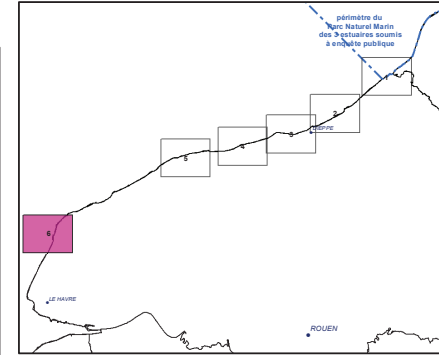 périmètre du
Parc Naturel Marin
des 3 estuaires soumis
à enquête publique
1
2
DIEPPE
3
4
5
6
LE HAVRE
ROUEN